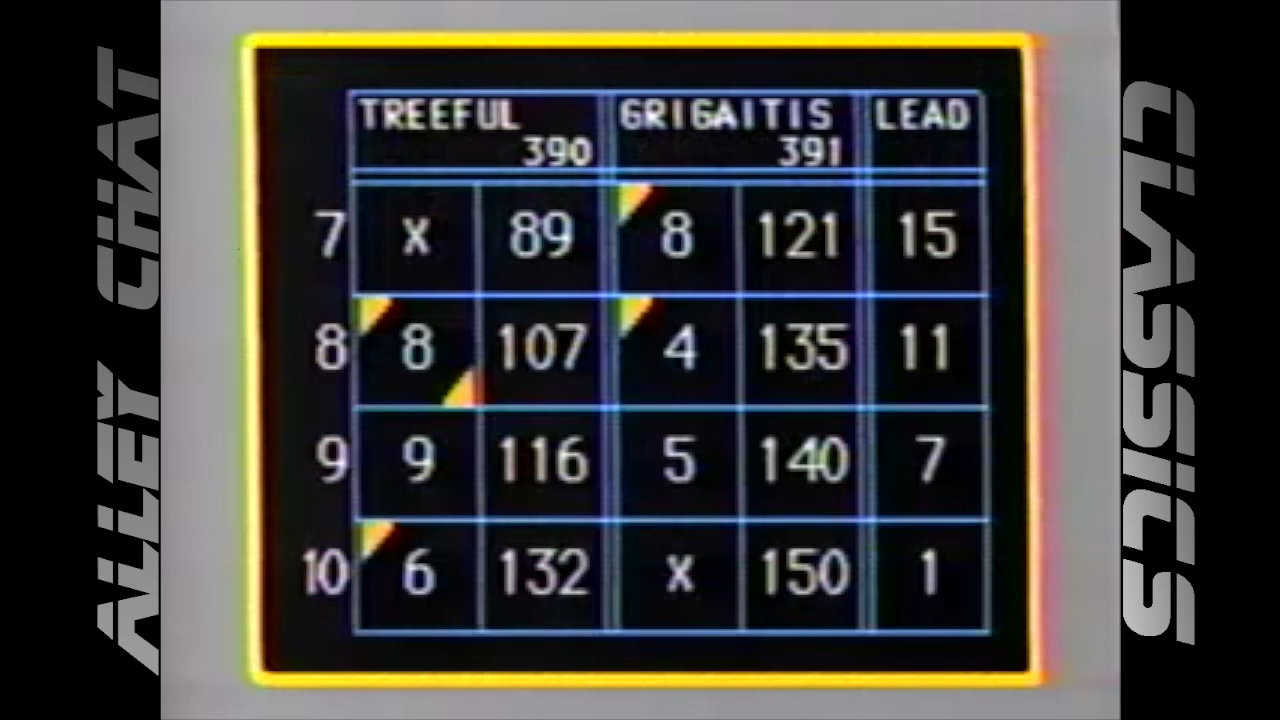 ALLEY CHAT
TREEFUL GRIGAITIS LEAD
390 391
7 x 89 8 121 15
8 8 107 4 135 11
9 9 116 5 140 7
10 6 132 x 150 1
CLASSICS